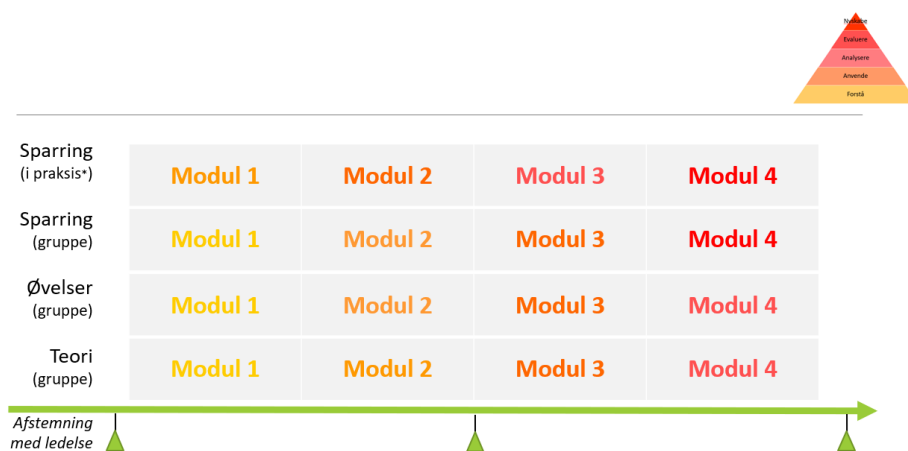 Nyskabe
Evaluere
Analysere
Anvende
Forstå
Sparring
(i praksis*)
Modul 1 Modul 2 Modul 3 Modul 4
Sparring
(gruppe)
Modul 1 Modul 2 Modul 3 Modul 4
Øvelser
(gruppe)
Modul 1 Modul 2 Modul 3 Modul 4
Teori
(gruppe)
Modul 1 Modul 2 Modul 3 Modul 4
Afstemning
med ledelse